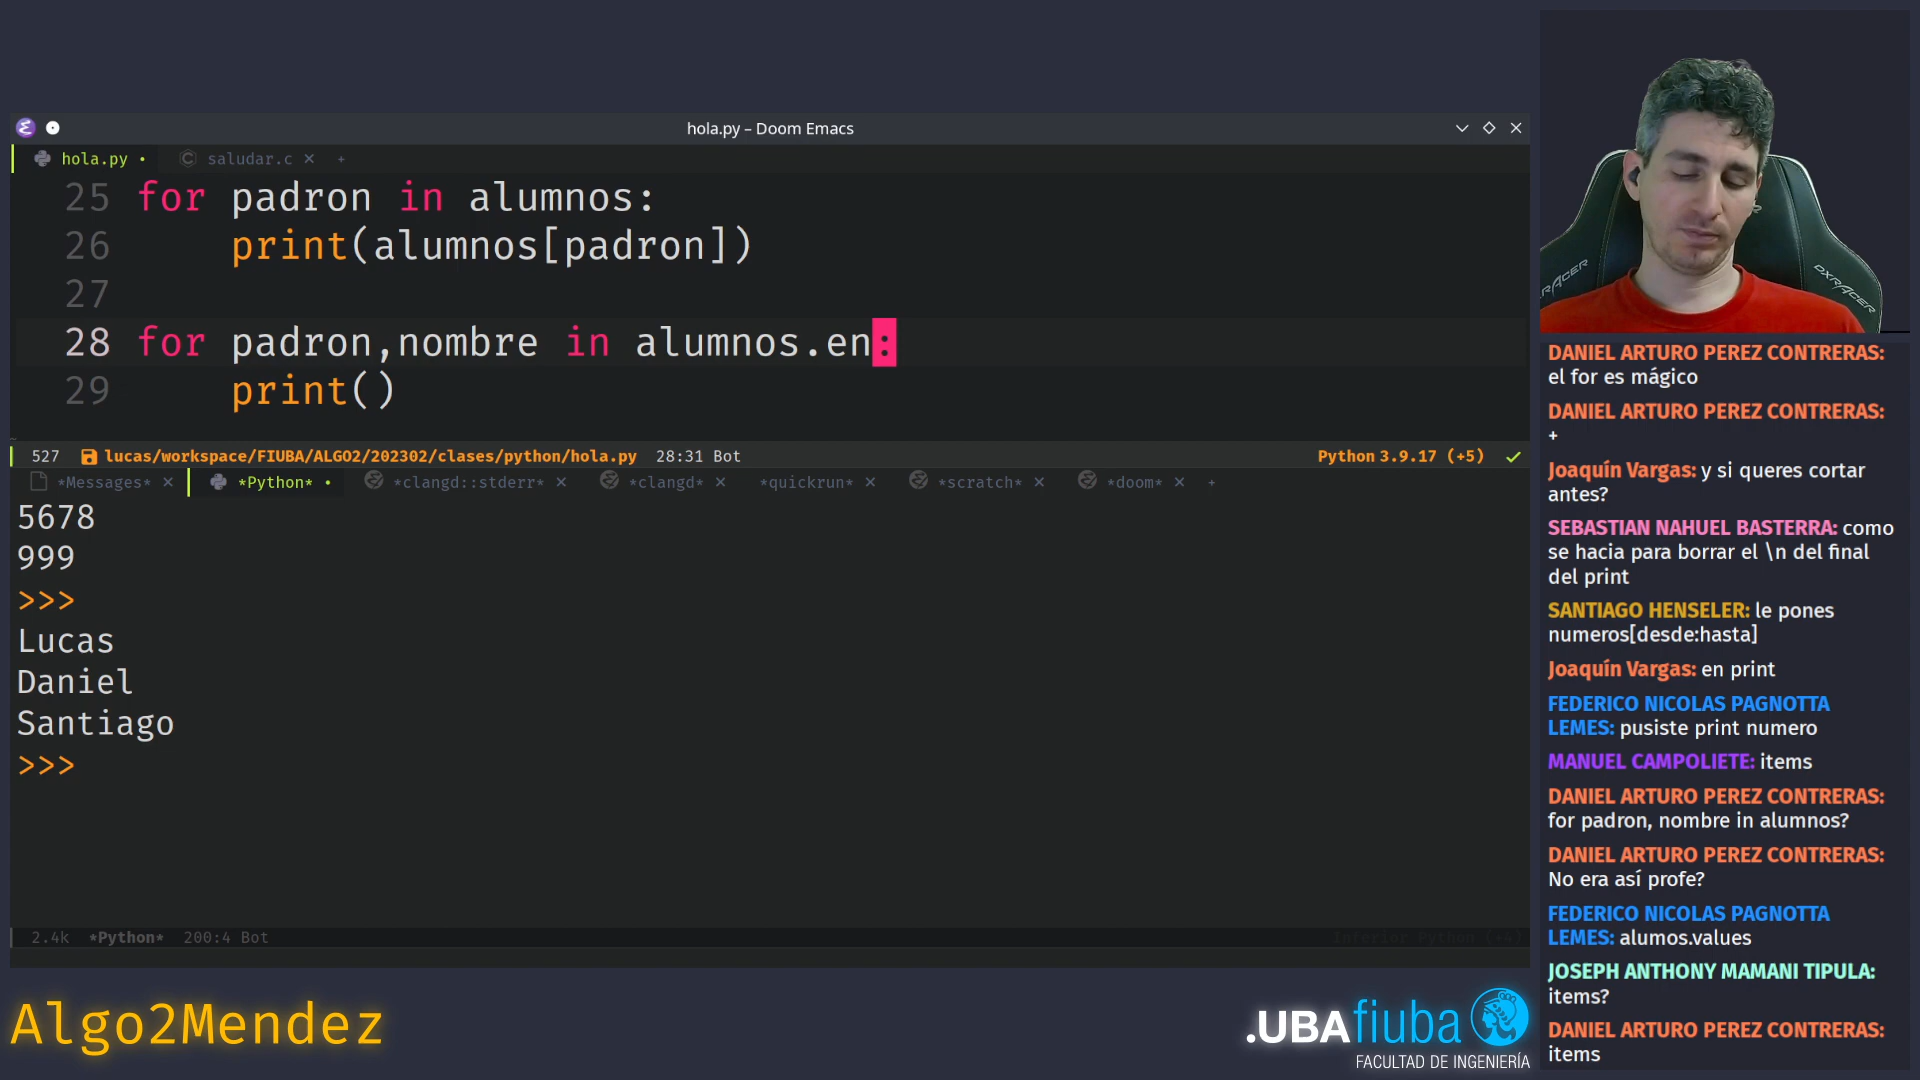 hola.py – Doom Emacs
hola.py • saludar.c × +
25 for padron in alumnos:
26 print(alumnos[padron])
27
28 for padron,nombre in alumnos.en:
29 print()
527 lucas/workspace/FIUBA/ALGO2/202302/clases/python/hola.py 28:31 Bot Python 3.9.17 (+5) ✓
*Messages* × *Python* • *clangd::stderr* × *clangd* × *quickrun* × *scratch* × *doom* × +
5678
999
>>>
Lucas
Daniel
Santiago
>>>
2.4k *Python* 200:4 Bot
Algo2Mendez
.UBAfiuba
FACULTAD DE INGENIERÍA
RACER
DXRACER
DANIEL ARTURO PEREZ CONTRERAS:
el for es mágico
DANIEL ARTURO PEREZ CONTRERAS:
+
Joaquín Vargas: y si queres cortar
antes?
SEBASTIAN NAHUEL BASTERRA: como
se hacia para borrar el \n del final
del print
SANTIAGO HENSELER: le pones
numeros[desde:hasta]
Joaquín Vargas: en print
FEDERICO NICOLAS PAGNOTTA
LEMES: pusiste print numero
MANUEL CAMPOLIETE: items
DANIEL ARTURO PEREZ CONTRERAS:
for padron, nombre in alumnos?
DANIEL ARTURO PEREZ CONTRERAS:
No era así profe?
FEDERICO NICOLAS PAGNOTTA
LEMES: alumos.values
JOSEPH ANTHONY MAMANI TIPULA:
items?
DANIEL ARTURO PEREZ CONTRERAS:
items